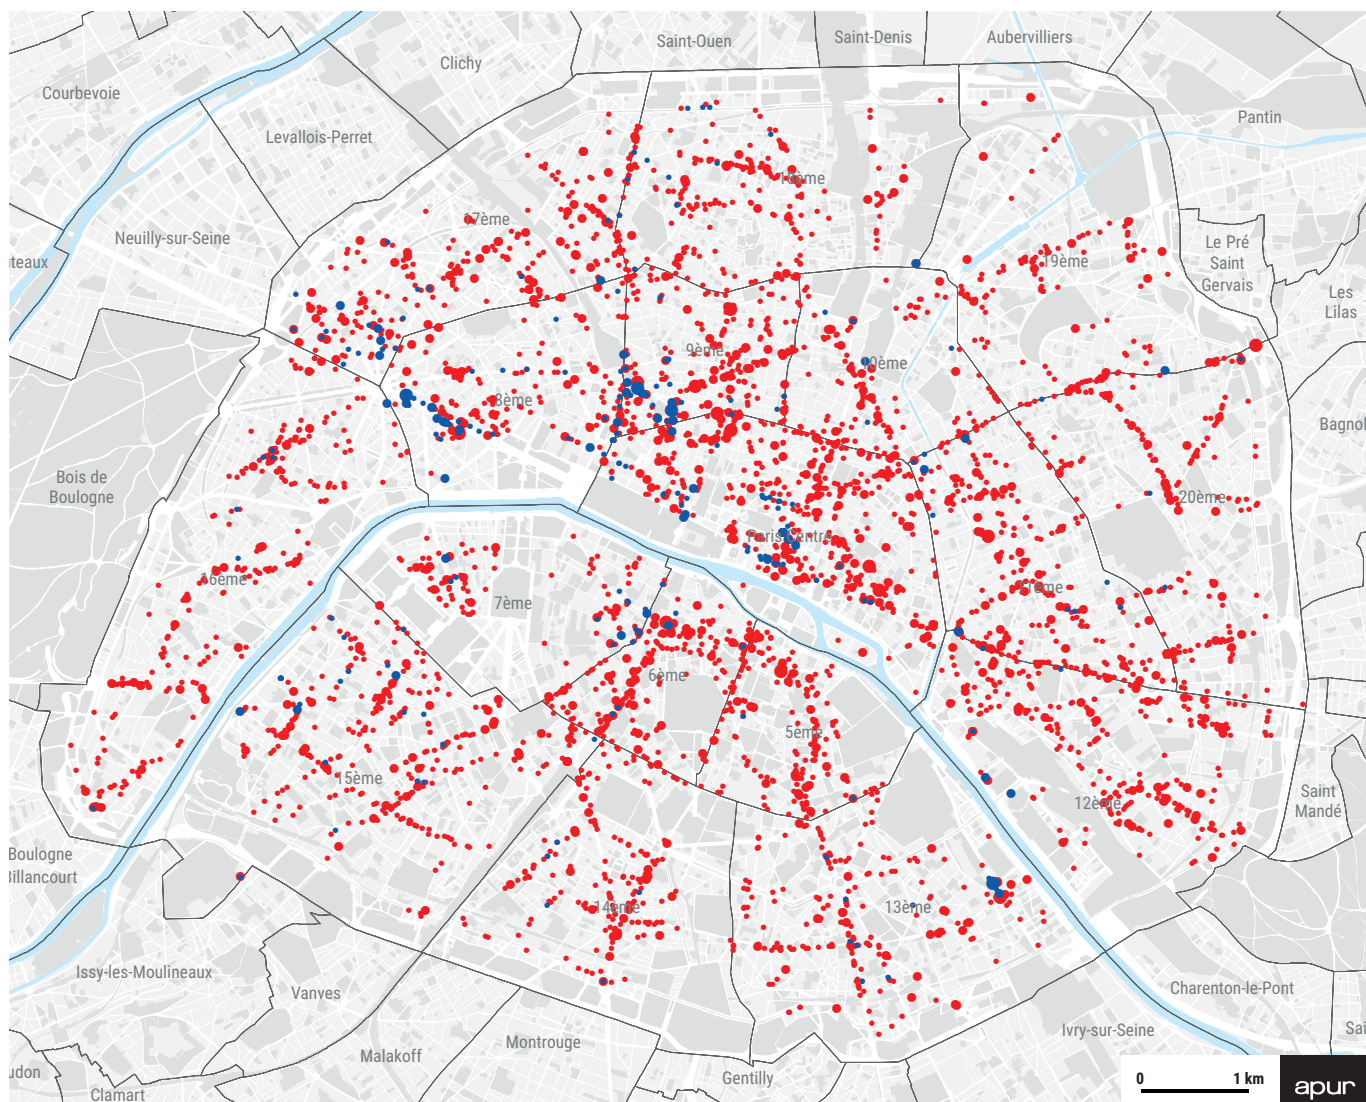 Saint-Ouen
Saint-Denis
Aubervilliers
Clichy
Courbevoie
Pantin
Levallois-Perret
18ème
17ème
Neuilly-sur-Seine
Le Pré
Saint
Gervais
19ème
uteaux
Les
Lilas
9ème
10ème
8ème
Bagnol
Bois de
Boulogne
20ème
Paris Centre
16ème
11ème
7ème
6ème
5ème
15ème
12ème
Saint
Mandé
Boulogne
Billancourt
14ème
13ème
Issy-les-Moulineaux
Vanves
Charenton-le-Pont
Ivry-sur-Seine
Sai
Montrouge
Malakoff
udon
Gentilly
Clamart
0 1 km
apur